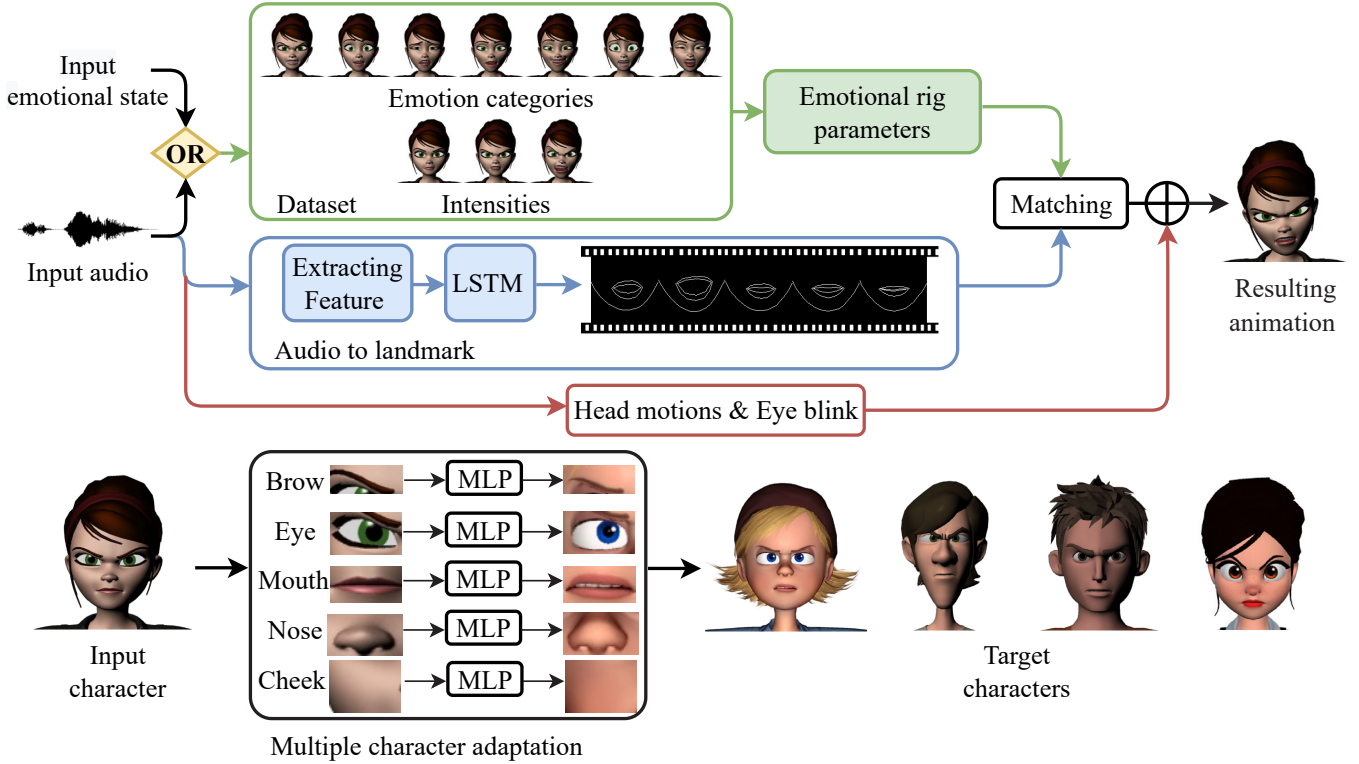 Input
emotional state
OR
Input audio
Emotion categories
Dataset
Intensities
Emotional rig
parameters
Extracting
Feature
LSTM
Audio to landmark
Matching
Head motions & Eye blink
Resulting
animation
Input
character
Brow
MLP
Eye
MLP
Mouth
MLP
Nose
MLP
Cheek
MLP
Multiple character adaptation
Target
characters